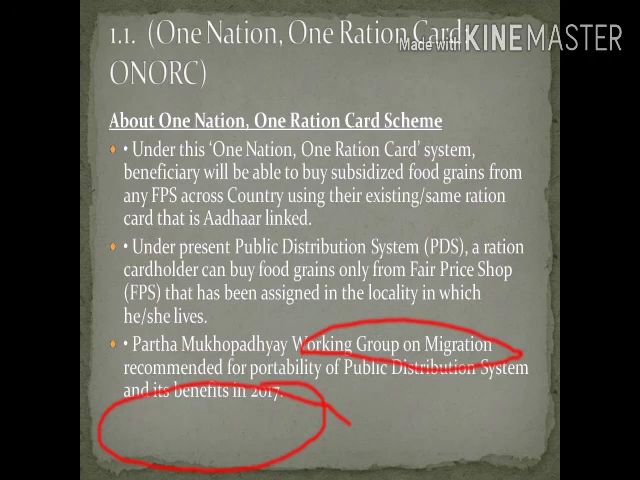 1.1. (One Nation, One Ration Card
Made with KINEMASTER
ONORC)
About One Nation, One Ration Card Scheme
• Under this ‘One Nation, One Ration Card’ system,
beneficiary will be able to buy subsidized food grains from
any FPS across Country using their existing/same ration
card that is Aadhaar linked.
• Under present Public Distribution System (PDS), a ration
cardholder can buy food grains only from Fair Price Shop
(FPS) that has been assigned in the locality in which
he/she lives.
• Partha Mukhopadhyay Working Group on Migration
recommended for portability of Public Distribution System
and its benefits in 2017.